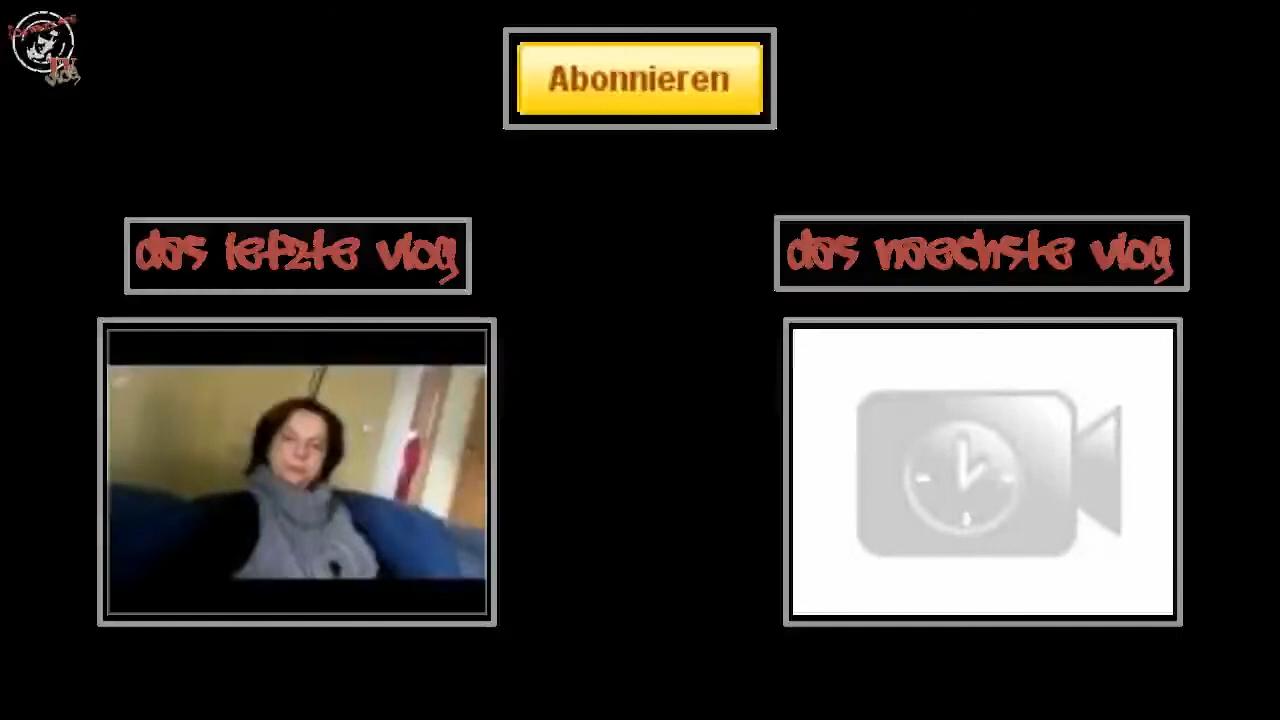 Abonnieren
das letzte vlog
das naechste vlog